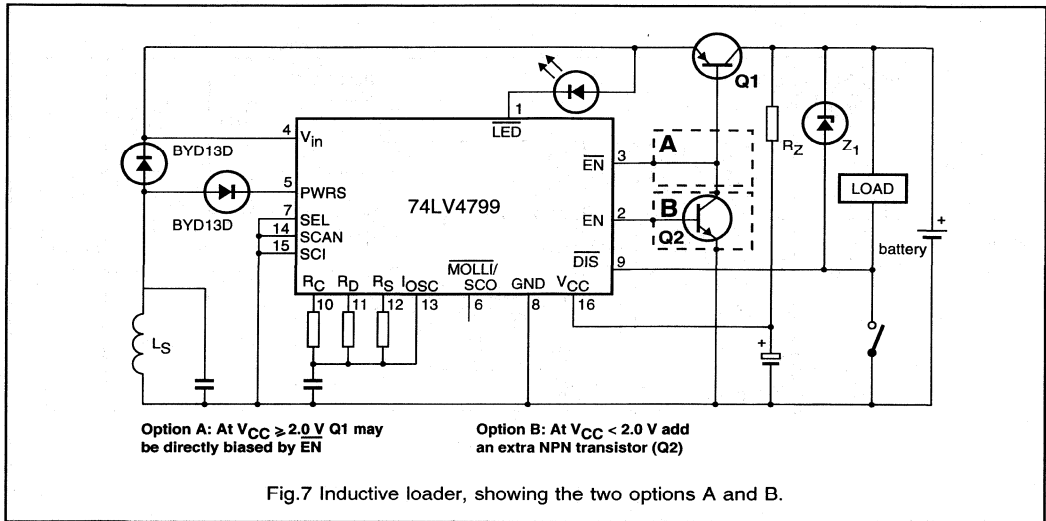 Q1
1
LED
4
Vin
BYD13D
A
RZ
Z1
3
EN
5
PWRS
BYD13D
7
SEL
14
SCAN
15
SCI
74LV4799
B
EN
2
Q2
LOAD
+
battery
DIS
9
RC
RD
RS
IOSC
MOLLI/
SCO
GND
VCC
10
11
12
13
6
8
16
LS
+
Option A: At VCC ⩾ 2.0 V Q1 may
be directly biased by EN
Option B: At VCC < 2.0 V add
an extra NPN transistor (Q2)
Fig.7 Inductive loader, showing the two options A and B.